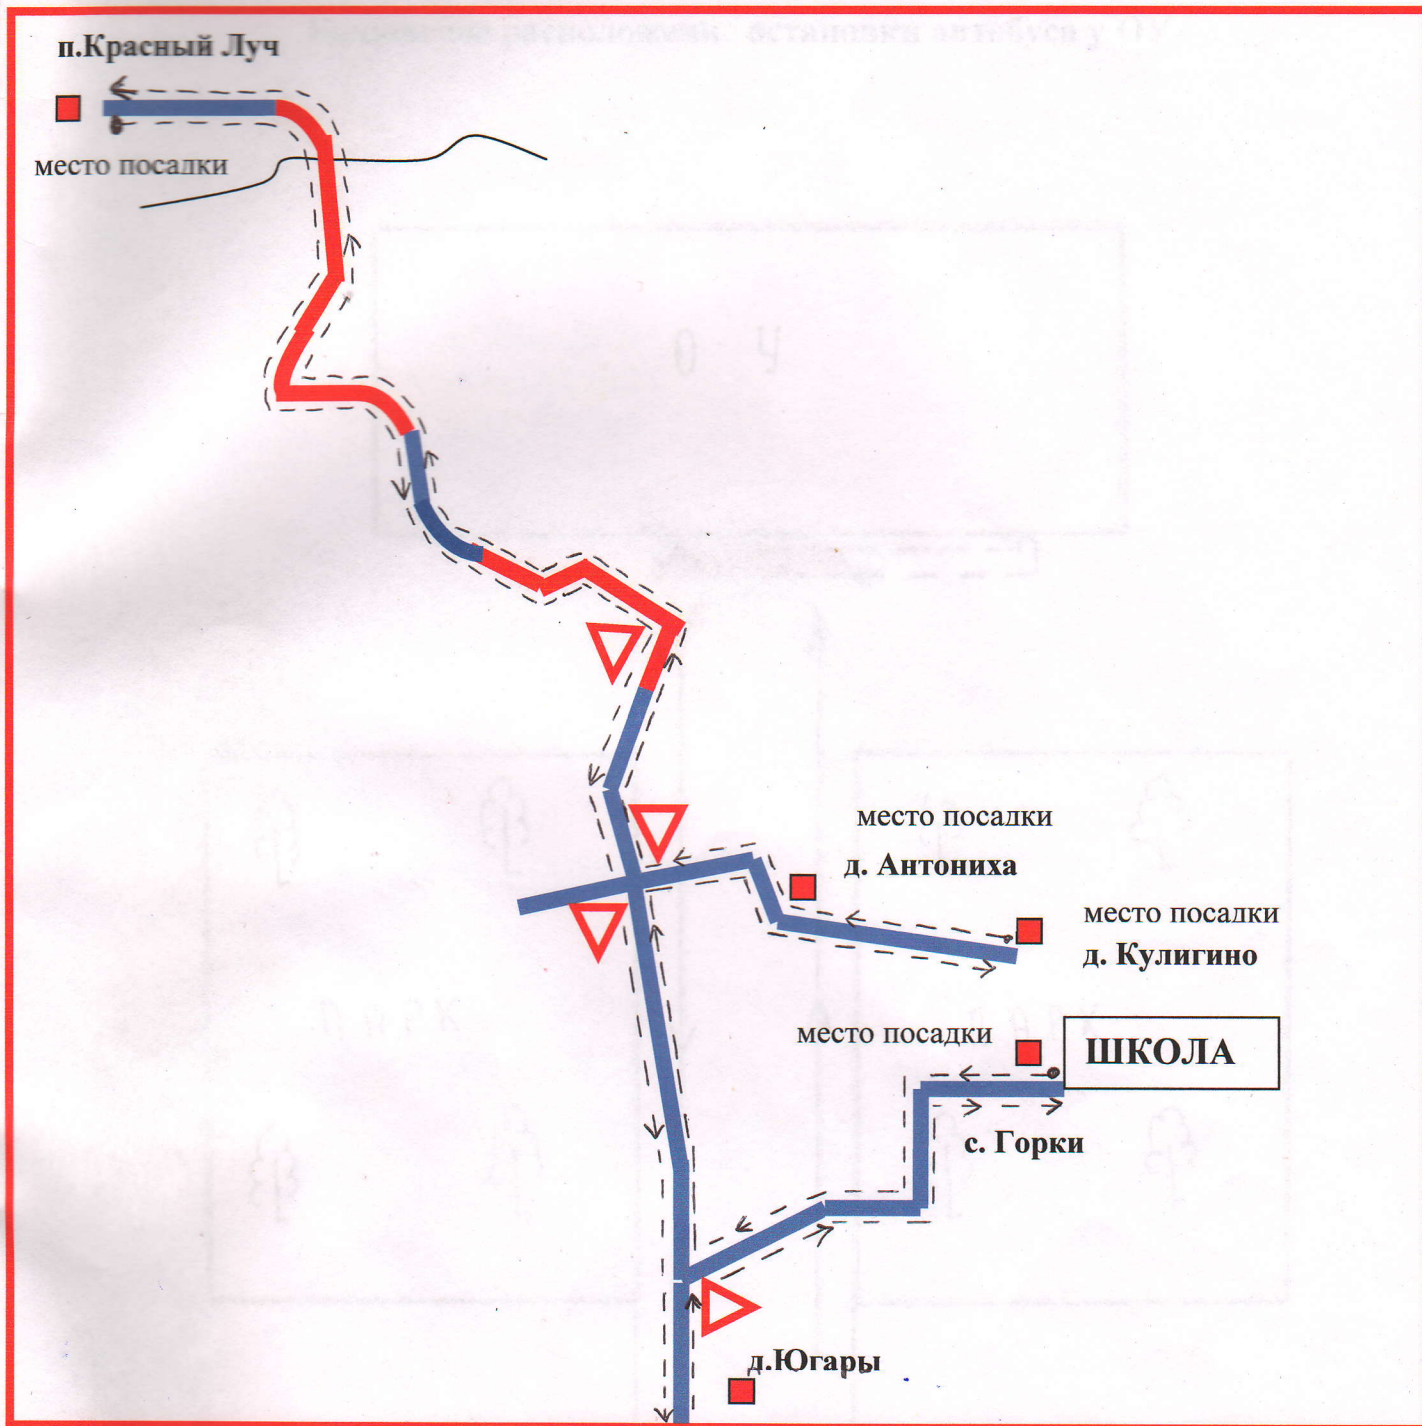 п.Красный Луч
место посадки
место посадки
д. Антониха
место посадки
д. Кулигино
место посадки
ШКОЛА
с. Горки
д.Югары